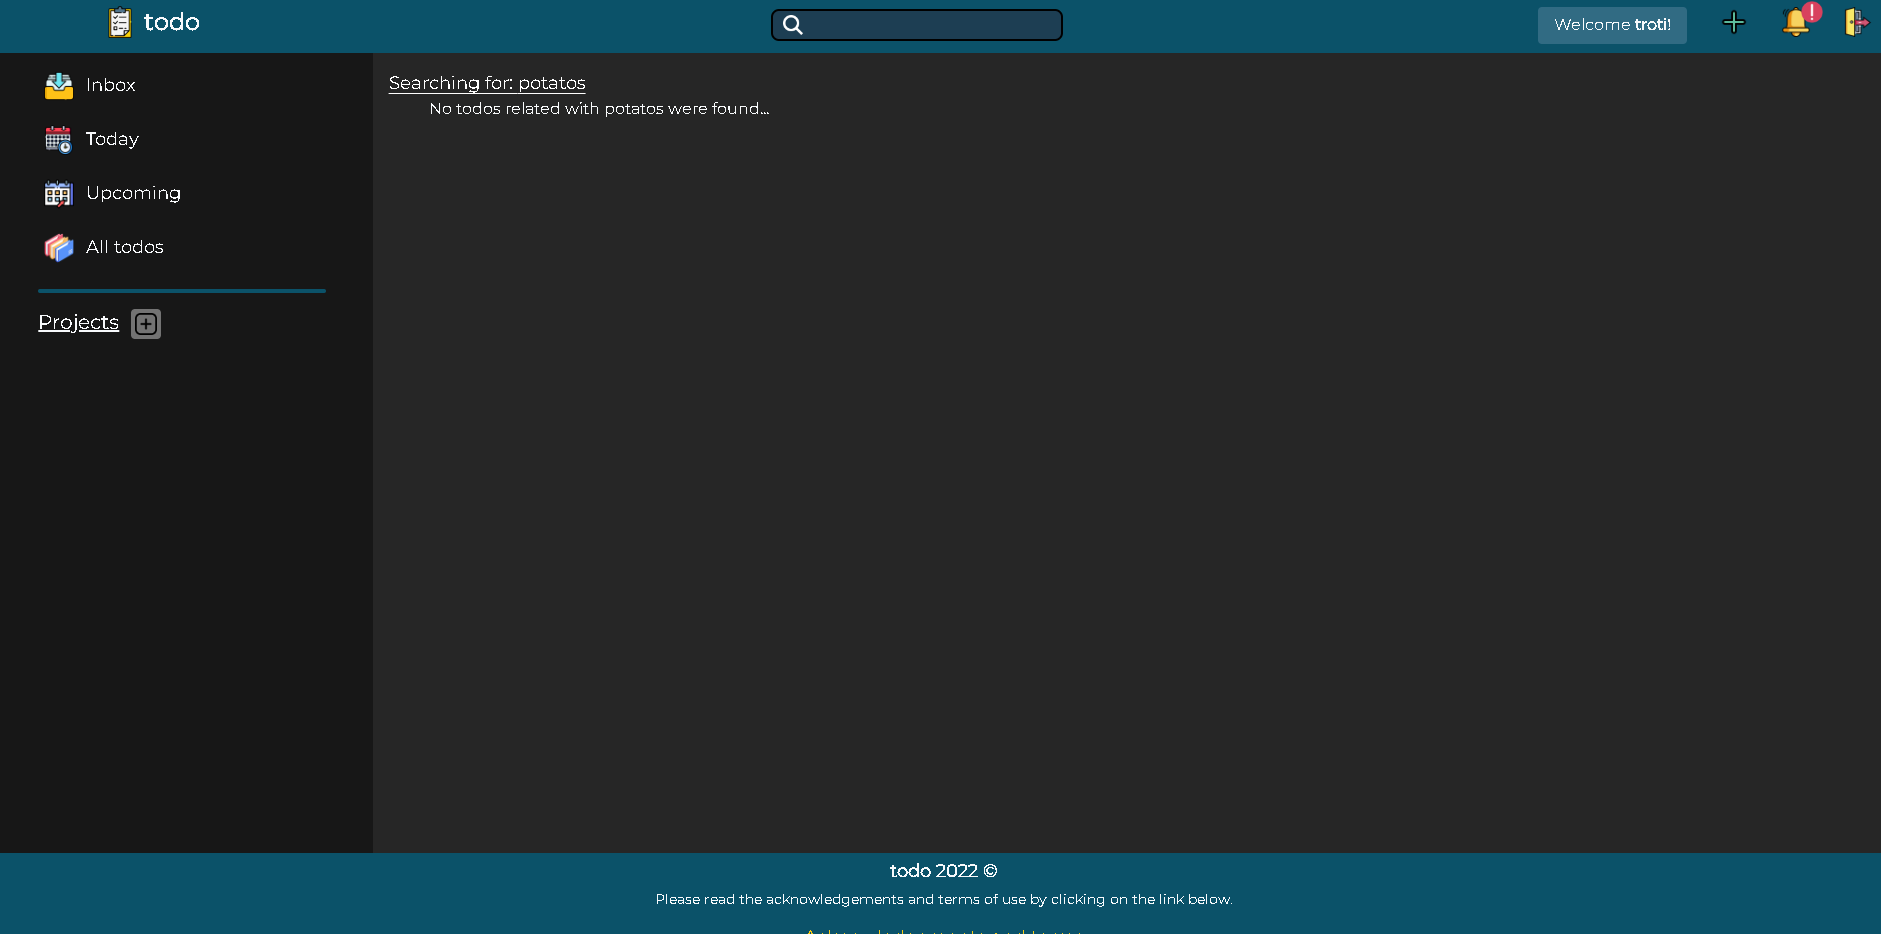 todo
Welcome troti!
Inbox
Today
Upcoming
All todos
Projects
Searching for: potatos
No todos related with potatos were found...
todo 2022 ©
Please read the acknowledgements and terms of use by clicking on the link below.